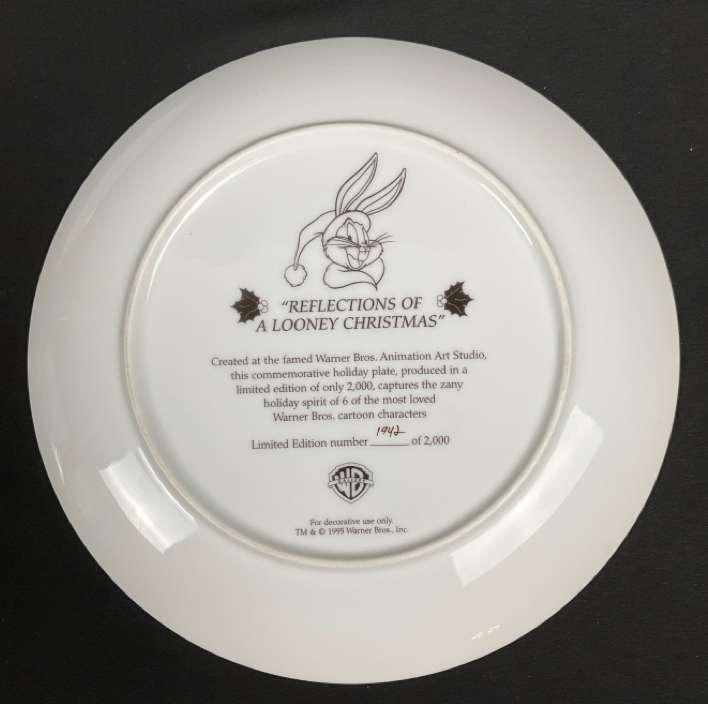 "REFLECTIONS OF
A LOONEY CHRISTMAS"
Created at the famed Warner Bros. Animation Art Studio,
this commemorative holiday plate, produced in a
limited edition of only 2,000, captures the zany
holiday spirit of 6 of the most loved
Warner Bros. cartoon characters
Limited Edition number 1942 of 2,000
WB
For decorative use only.
TM & © 1995 Warner Bros., Inc.